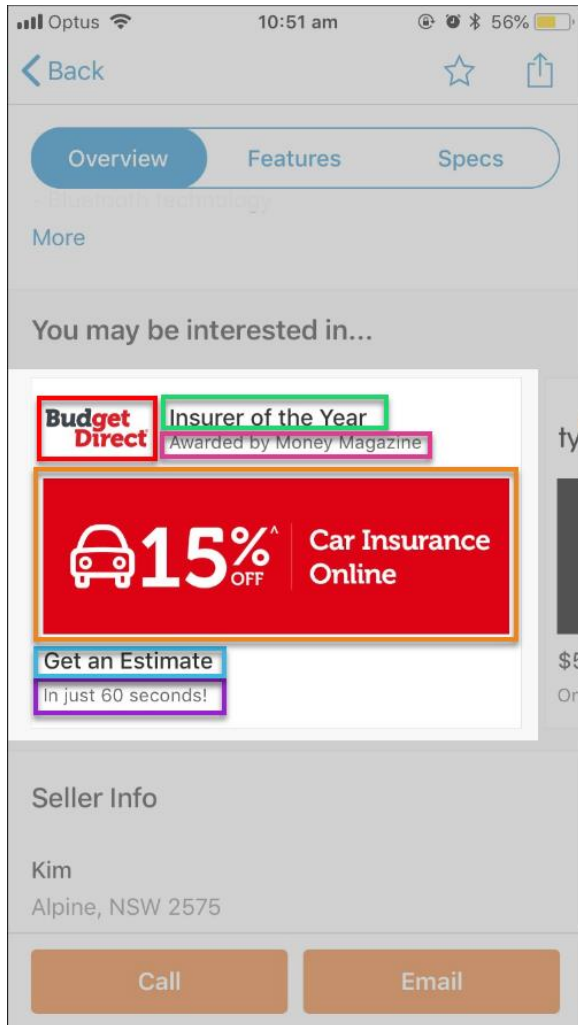 Optus 10:51 am 56%
Back
Overview Features Specs
- Bluetooth technology
More
You may be interested in...
Budget
Direct
Insurer of the Year
Awarded by Money Magazine
15%^ OFF
Car Insurance
Online
Get an Estimate
In just 60 seconds!
Seller Info
Kim
Alpine, NSW 2575
Call Email